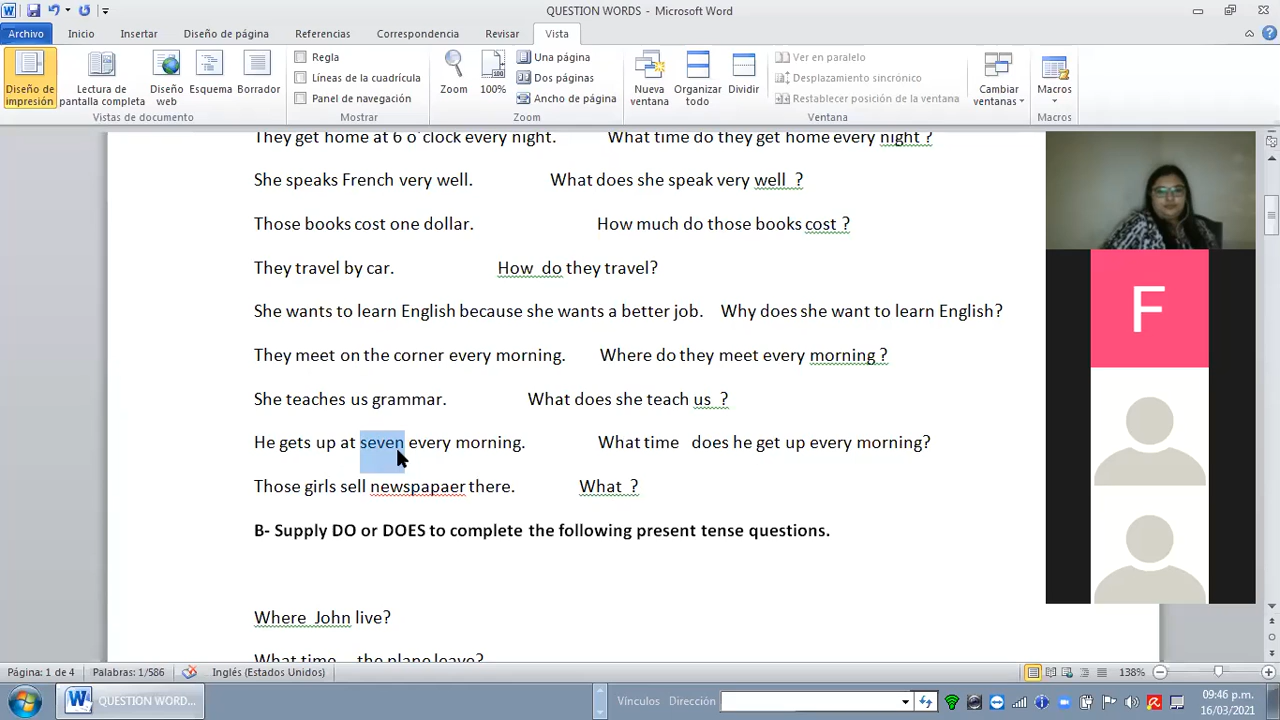 QUESTION WORDS - Microsoft Word
Archivo Inicio Insertar Diseño de página Referencias Correspondencia Revisar Vista
Diseño de impresión
Lectura de pantalla completa
Diseño web
Esquema
Borrador
Vistas de documento
Regla
Líneas de la cuadrícula
Panel de navegación
Mostrar
Zoom
100%
Una página
Dos páginas
Ancho de página
Zoom
Nueva ventana
Organizar todo
Dividir
Ver en paralelo
Desplazamiento sincrónico
Restablecer posición de la ventana
Ventana
Cambiar ventanas
Macros
Macros
They get home at 6 o`clock every night. What time do they get home every night ?
She speaks French very well. What does she speak very well ?
Those books cost one dollar. How much do those books cost ?
They travel by car. How do they travel?
She wants to learn English because she wants a better job. Why does she want to learn English?
They meet on the corner every morning. Where do they meet every morning ?
She teaches us grammar. What does she teach us ?
He gets up at seven every morning. What time does he get up every morning?
Those girls sell newspapaer there. What ?
B- Supply DO or DOES to complete the following present tense questions.
Where John live?
What time the plane leave?
F
Página: 1 de 4 Palabras: 1/586 Inglés (Estados Unidos) 138%
QUESTION WORD... Vínculos Dirección 09:46 p.m.
16/03/2021